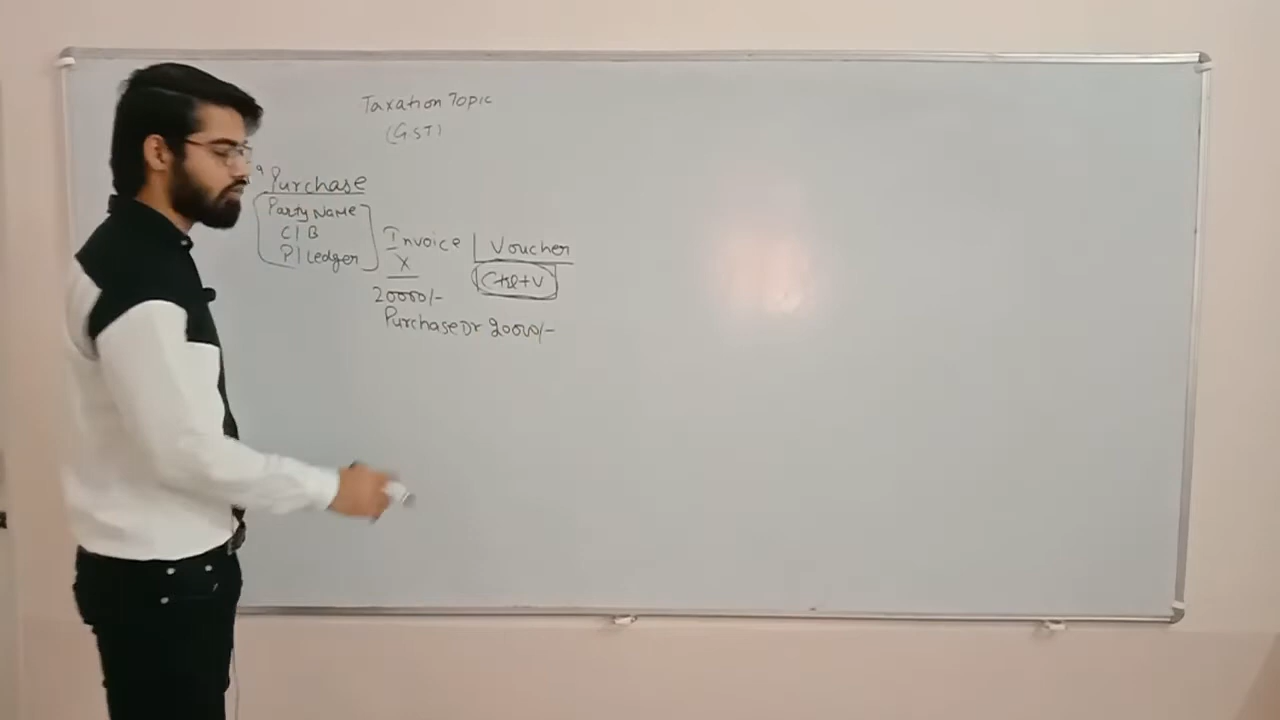 Taxation Topic
(GST)
Purchase
Party Name
C/B
P/Ledger
Invoice
X
20000/-
Voucher
Ctrl+V
Purchase Dr 20000/-